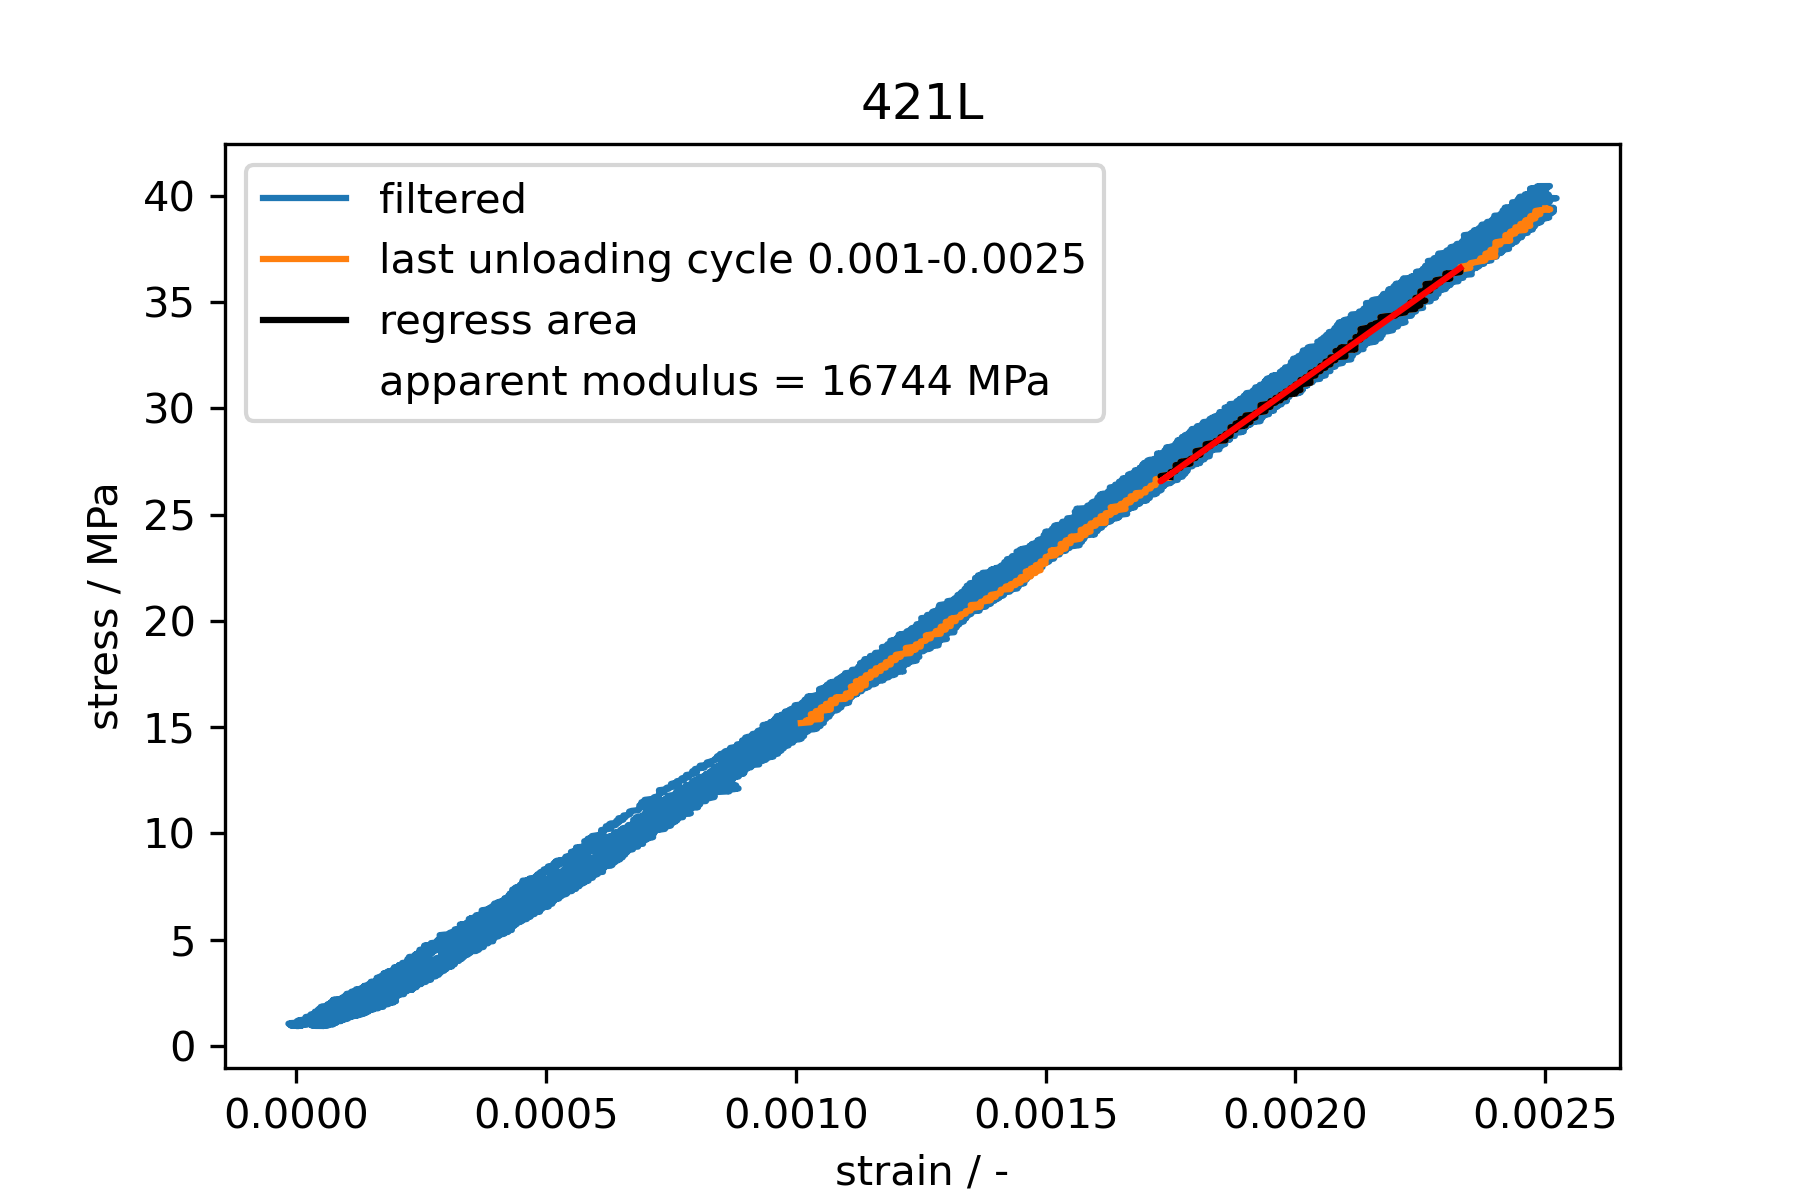 421L
filtered
last unloading cycle 0.001-0.0025
regress area
apparent modulus = 16744 MPa
40
35
30
25
20
15
10
5
0
stress / MPa
0.0000 0.0005 0.0010 0.0015 0.0020 0.0025
strain / -